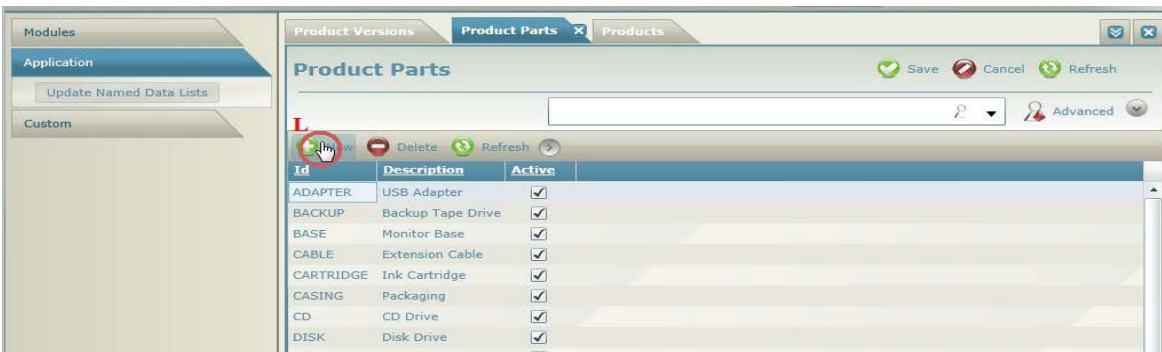 Modules
Application
Update Named Data Lists
Custom
Product Versions Product Parts Products
Product Parts Save Cancel Refresh
Advanced
L
Delete Refresh
Id Description Active
ADAPTER USB Adapter
BACKUP Backup Tape Drive
BASE Monitor Base
CABLE Extension Cable
CARTRIDGE Ink Cartridge
CASING Packaging
CD CD Drive
DISK Disk Drive